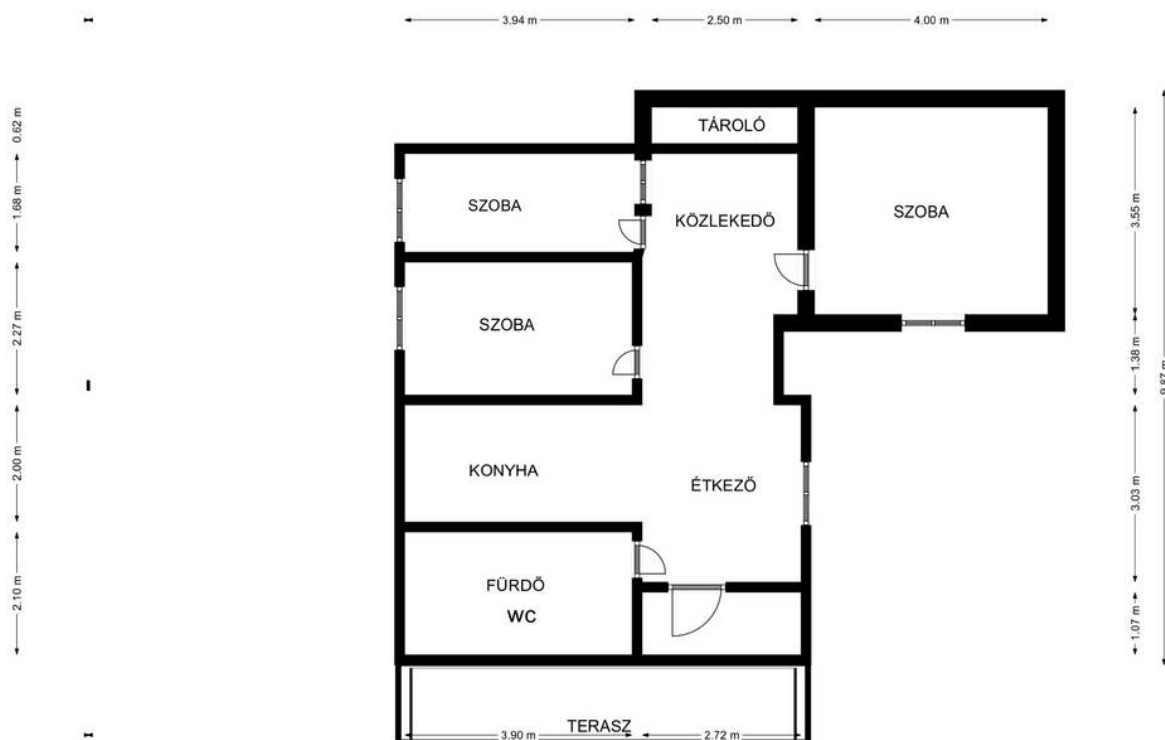 3.94 m
2.50 m
4.00 m
0.62 m
1.68 m
2.27 m
2.00 m
2.10 m
TÁROLÓ
SZOBA
KÖZLEKEDŐ
SZOBA
SZOBA
KONYHA
ÉTKEZŐ
FÜRDŐ
WC
TERASZ
3.90 m
2.72 m
3.55 m
1.38 m
3.03 m
1.07 m
9.87 m